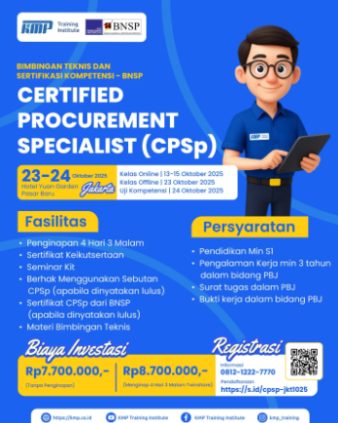 KMP Training Institute
BNSP
BIMBINGAN TEKNIS DAN
SERTIFIKASI KOMPETENSI - BNSP
CERTIFIED
PROCUREMENT
SPECIALIST (CPSp)
23-24 Oktober 2025
Hotel Yuan Garden
Pasar Baru
Jakarta
Kelas Online | 13-15 Oktober 2025
Kelas Offline | 23 Oktober 2025
Uji Kompetensi | 24 Oktober 2025
Fasilitas
• Penginapan 4 Hari 3 Malam
• Sertifikat Keikutsertaan
• Seminar Kit
• Berhak Menggunakan Sebutan
CPSp (apabila dinyatakan lulus)
• Sertifikat CPSp dari BNSP
(apabila dinyatakan lulus)
• Materi Bimbingan Teknis
Persyaratan
• Pendidikan Min S1
• Pengalaman Kerja min 3 tahun
dalam bidang PBJ
• Surat tugas dalam PBJ
• Bukti kerja dalam bidang PBJ
Biaya Investasi
Rp7.700.000,-
(Tanpa Penginapan)
Rp8.700.000,-
(Menginap 4 Hari 3 Malam Twinshare)
Registrasi
Informasi:
0812-1222-7770
Pendaftaran:
https://s.id/cpsp-jkt1025
https://kmp.co.id
KMP Training Institute
KMP Training Institute
kmp_training